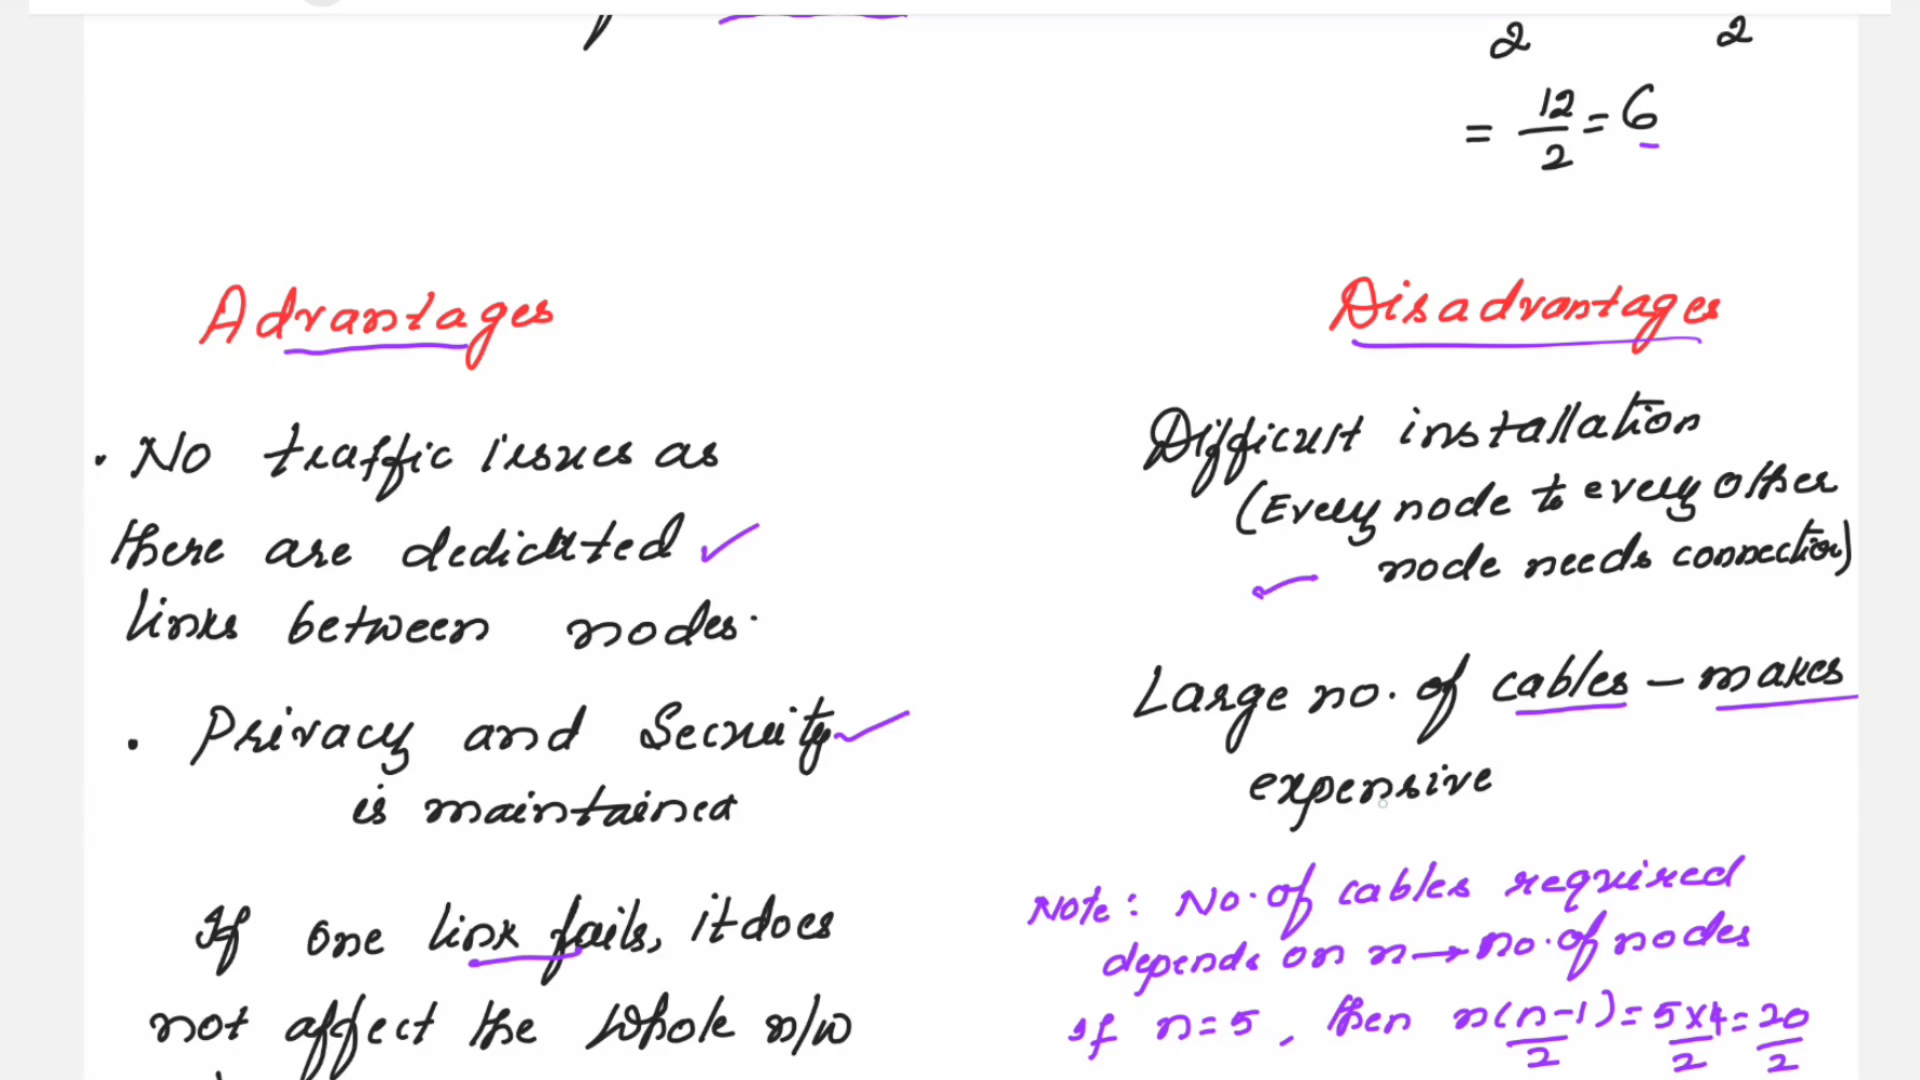 2 2
= 12/2 = 6
Advantages
· No traffic issues as
there are dedicated
links between nodes.
· Privacy and Security
is maintained
If one link fails, it does
not affect the whole n/w
Disadvantages
Difficult installation
(Every node to every other
node needs connection)
Large no. of cables - makes
expensive
Note: No. of cables required
depends on n→no. of nodes
If n=5, then n(n-1)/2 = 5x4/2 = 20/2